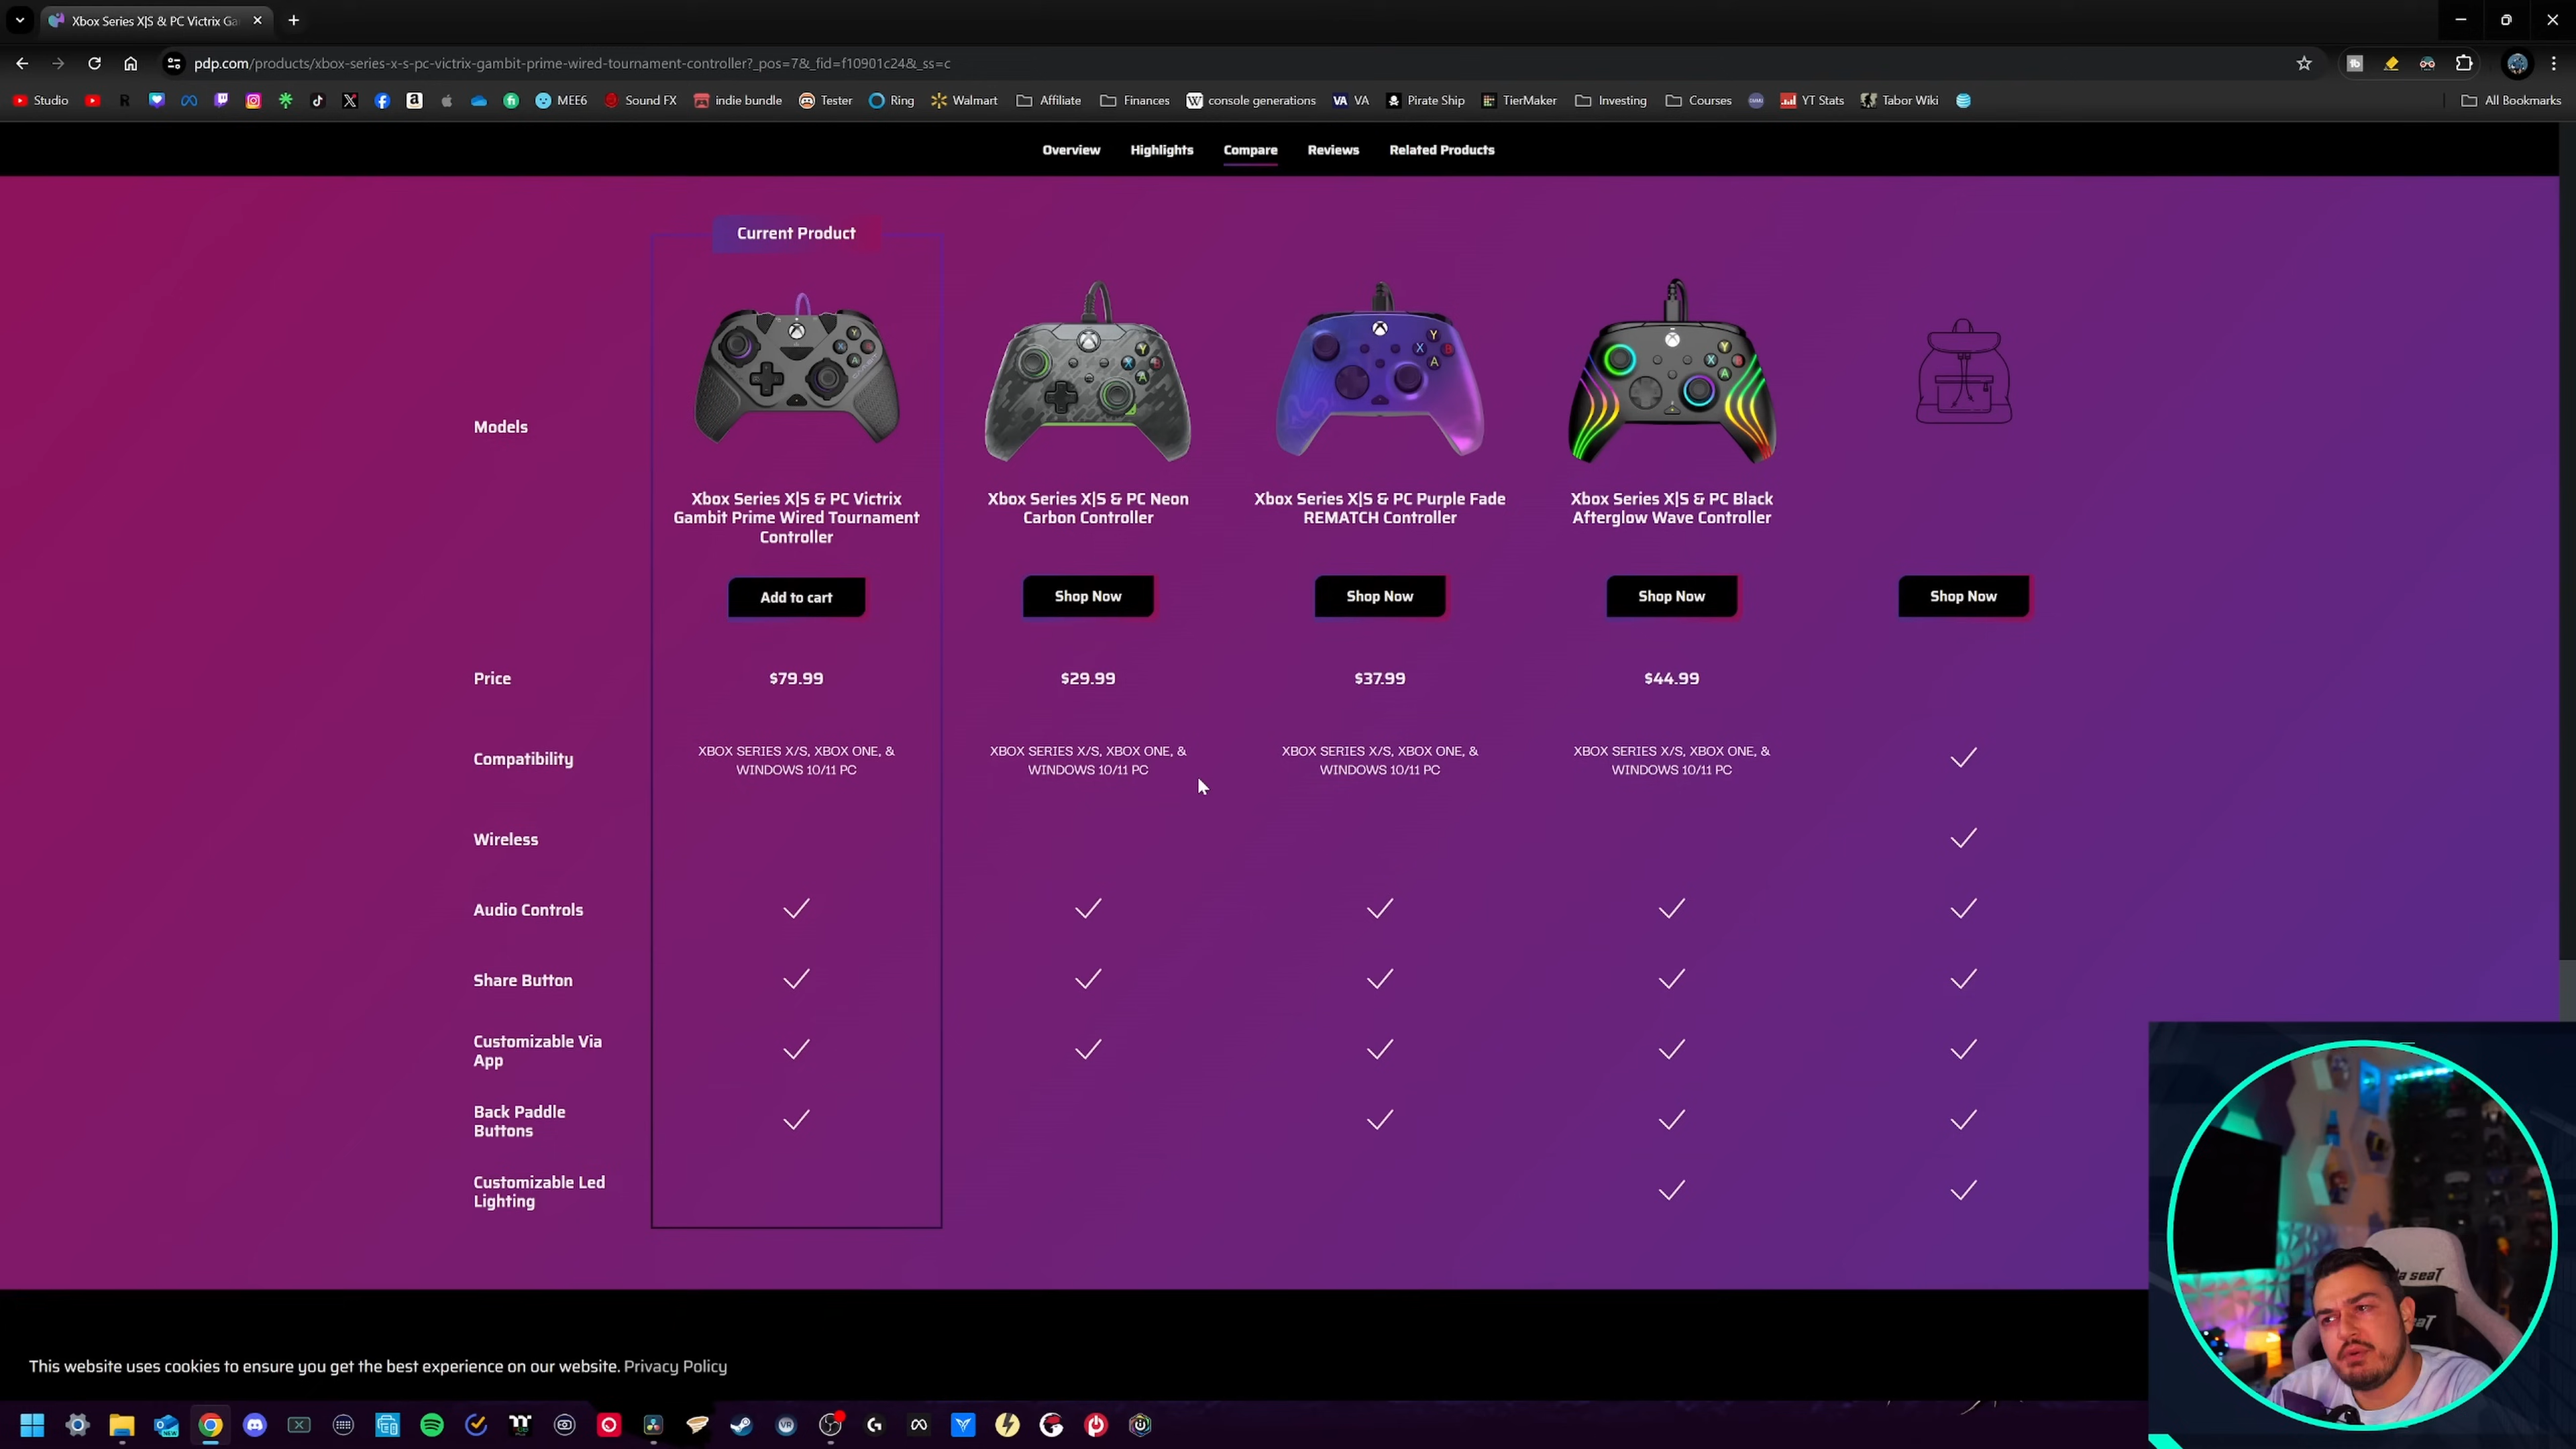 Xbox Series X|S & PC Victrix Ga
pdp.com/products/xbox-series-x-s-pc-victrix-gambit-prime-wired-tournament-controller?_pos=7&_fid=f10901c24&_ss=c
Studio MEE6 Sound FX indie bundle Tester Ring Walmart Affiliate Finances console generations VA Pirate Ship TierMaker Investing Courses YT Stats Tabor Wiki All Bookmarks
Overview Highlights Compare Reviews Related Products
Current Product
Models
Xbox Series X|S & PC Victrix
Gambit Prime Wired Tournament
Controller
Xbox Series X|S & PC Neon
Carbon Controller
Xbox Series X|S & PC Purple Fade
REMATCH Controller
Xbox Series X|S & PC Black
Afterglow Wave Controller
Add to cart Shop Now Shop Now Shop Now Shop Now
Price $79.99 $29.99 $37.99 $44.99
Compatibility
XBOX SERIES X/S, XBOX ONE, &
WINDOWS 10/11 PC
XBOX SERIES X/S, XBOX ONE, &
WINDOWS 10/11 PC
XBOX SERIES X/S, XBOX ONE, &
WINDOWS 10/11 PC
XBOX SERIES X/S, XBOX ONE, &
WINDOWS 10/11 PC
Wireless
Audio Controls
Share Button
Customizable Via
App
Back Paddle
Buttons
Customizable Led
Lighting
This website uses cookies to ensure you get the best experience on our website. Privacy Policy